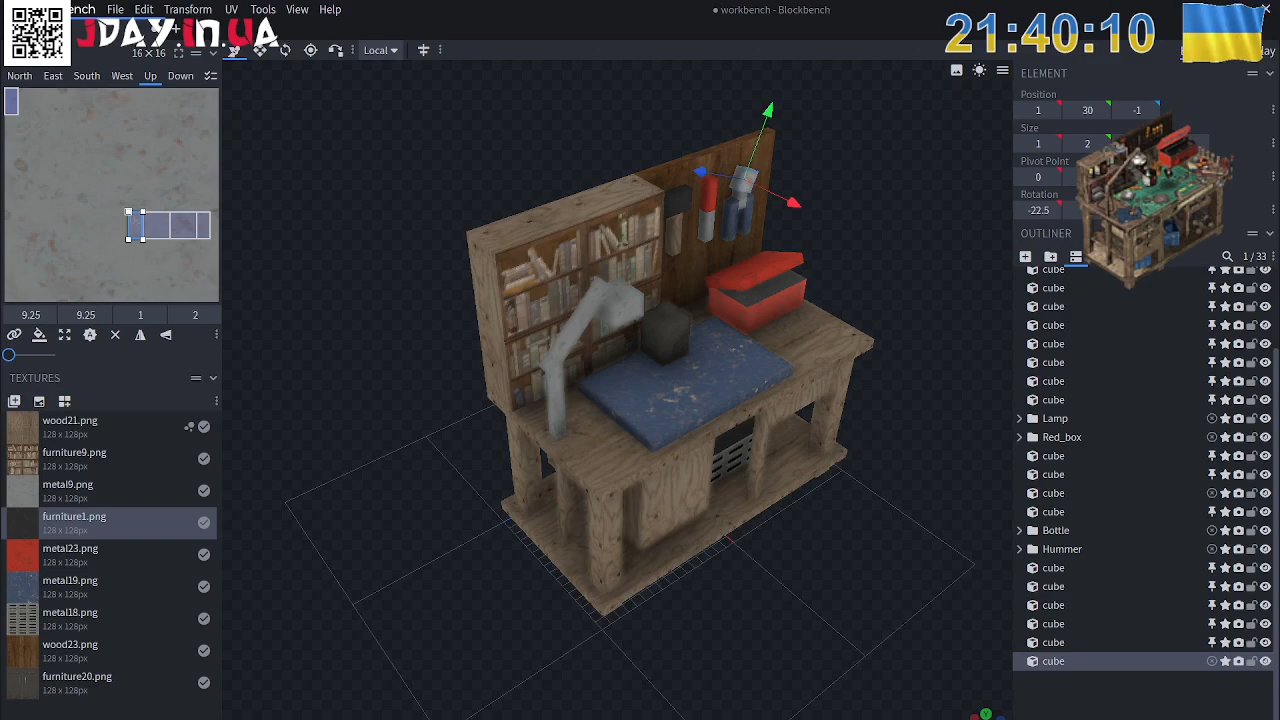 bench File Edit Transform UV Tools View Help
● workbench - Blockbench
JDAY.IN.UA
21:40:10
16×16
Local
North East South West Up Down
9.25 9.25 1 2
TEXTURES
wood21.png
128 x 128px
furniture9.png
128 x 128px
metal9.png
128 x 128px
furniture1.png
128 x 128px
metal23.png
128 x 128px
metal19.png
128 x 128px
metal18.png
128 x 128px
wood23.png
128 x 128px
furniture20.png
128 x 128px
Y
ELEMENT
Position
1 30 -1
Size
1 2
Pivot Point
0
Rotation
-22.5
OUTLINER
1 / 33
cube
cube
cube
cube
cube
cube
cube
cube
Lamp
Red_box
cube
cube
cube
cube
Bottle
Hummer
cube
cube
cube
cube
cube
cube